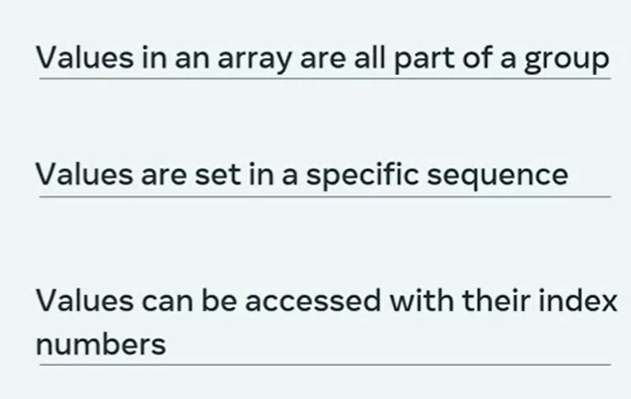 Values in an array are all part of a group
Values are set in a specific sequence
Values can be accessed with their index
numbers